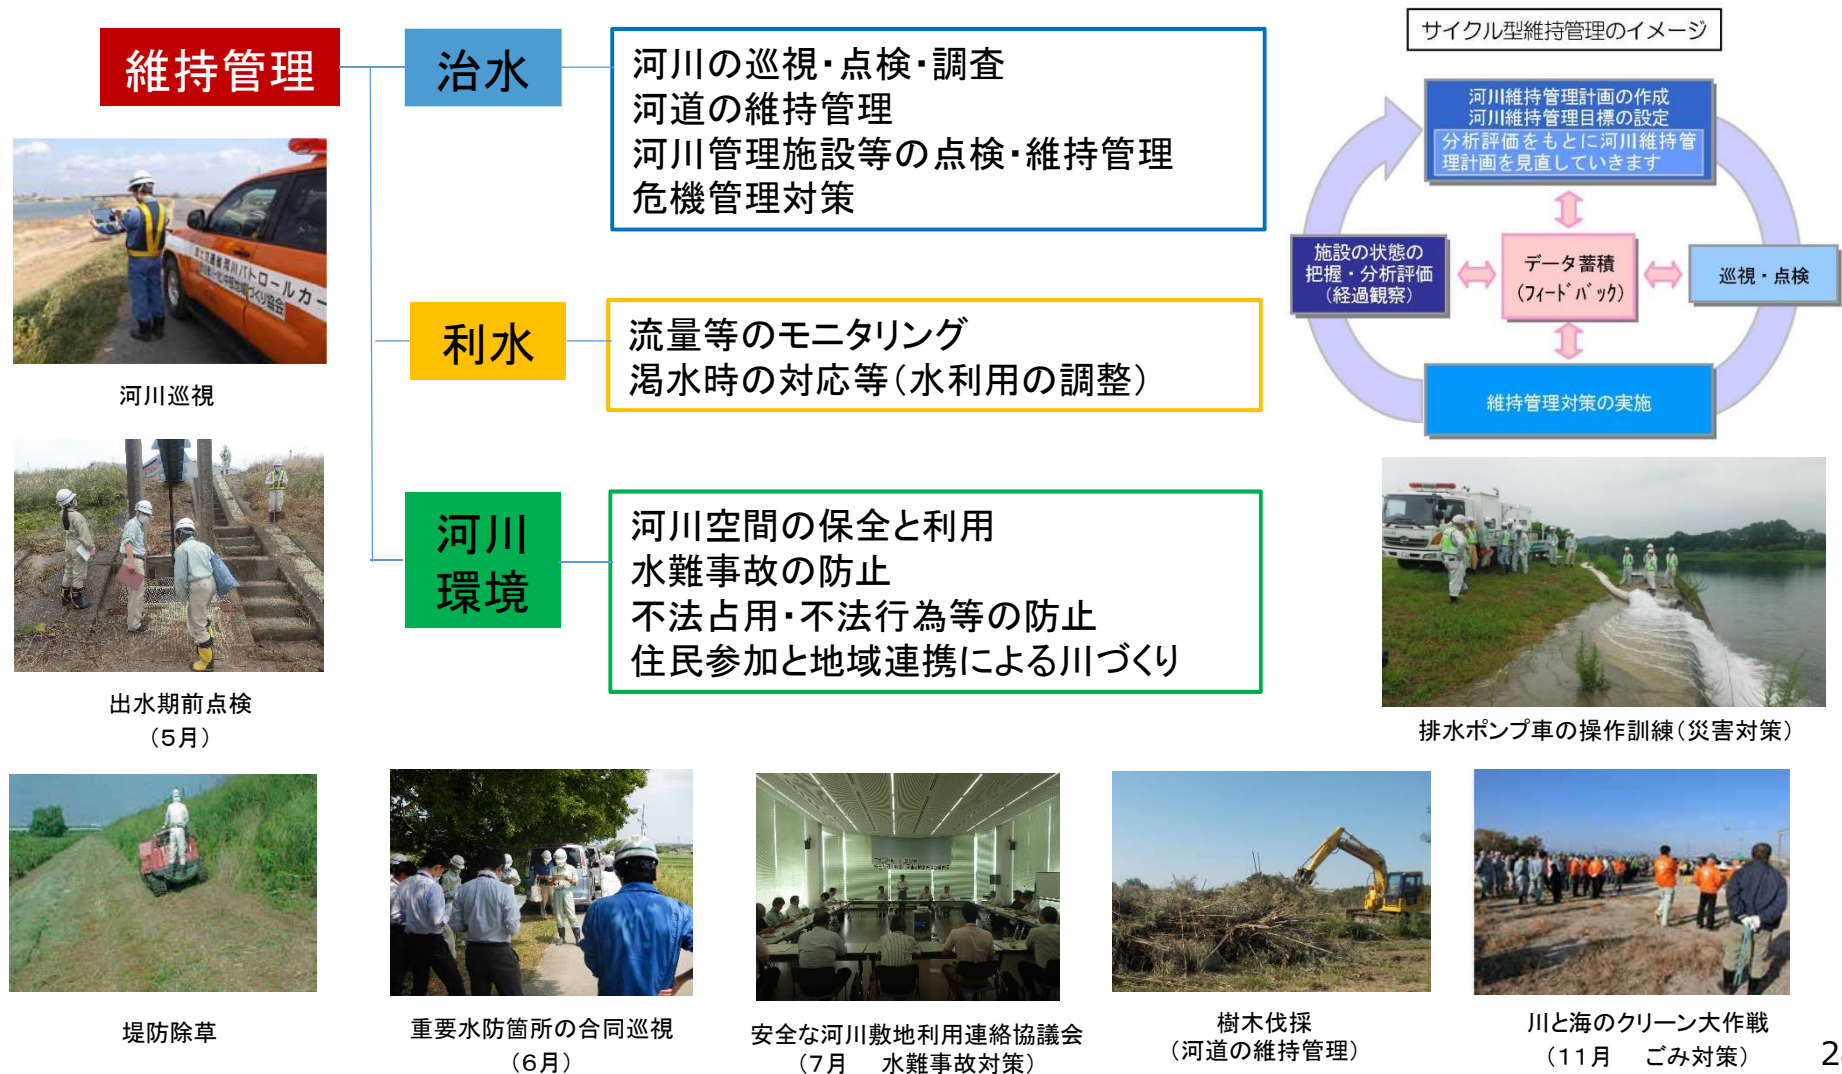 維持管理
治水
河川の巡視・点検・調査
河道の維持管理
河川管理施設等の点検・維持管理
危機管理対策
利水
流量等のモニタリング
渇水時の対応等（水利用の調整）
河川
環境
河川空間の保全と利用
水難事故の防止
不法占用・不法行為等の防止
住民参加と地域連携による川づくり
サイクル型維持管理のイメージ
河川維持管理計画の作成
河川維持管理目標の設定
分析評価をもとに河川維持管
理計画を見直していきます
施設の状態の
把握・分析評価
（経過観察）
データ蓄積
（ﾌｨｰﾄﾞﾊﾞｯｸ）
巡視・点検
維持管理対策の実施
河川パトロールカー
河川巡視
出水期前点検
（5月）
排水ポンプ車の操作訓練（災害対策）
堤防除草
重要水防箇所の合同巡視
（6月）
安全な河川敷地利用連絡協議会
（7月　水難事故対策）
樹木伐採
（河道の維持管理）
川と海のクリーン大作戦
（11月　ごみ対策）